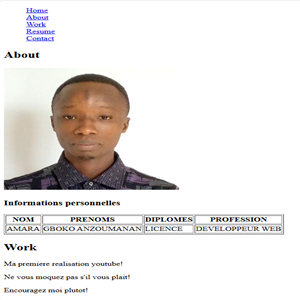 Home
About
Work
Resume
Contact
About
Informations personnelles
NOM PRENOMS DIPLOMES PROFESSION
AMARA GBOKO ANZOUMANAN LICENCE DEVELOPPEUR WEB
Work
Ma premiere realisation youtube!
Ne vous moquez pas s'il vous plait!
Encouragez moi plutot!